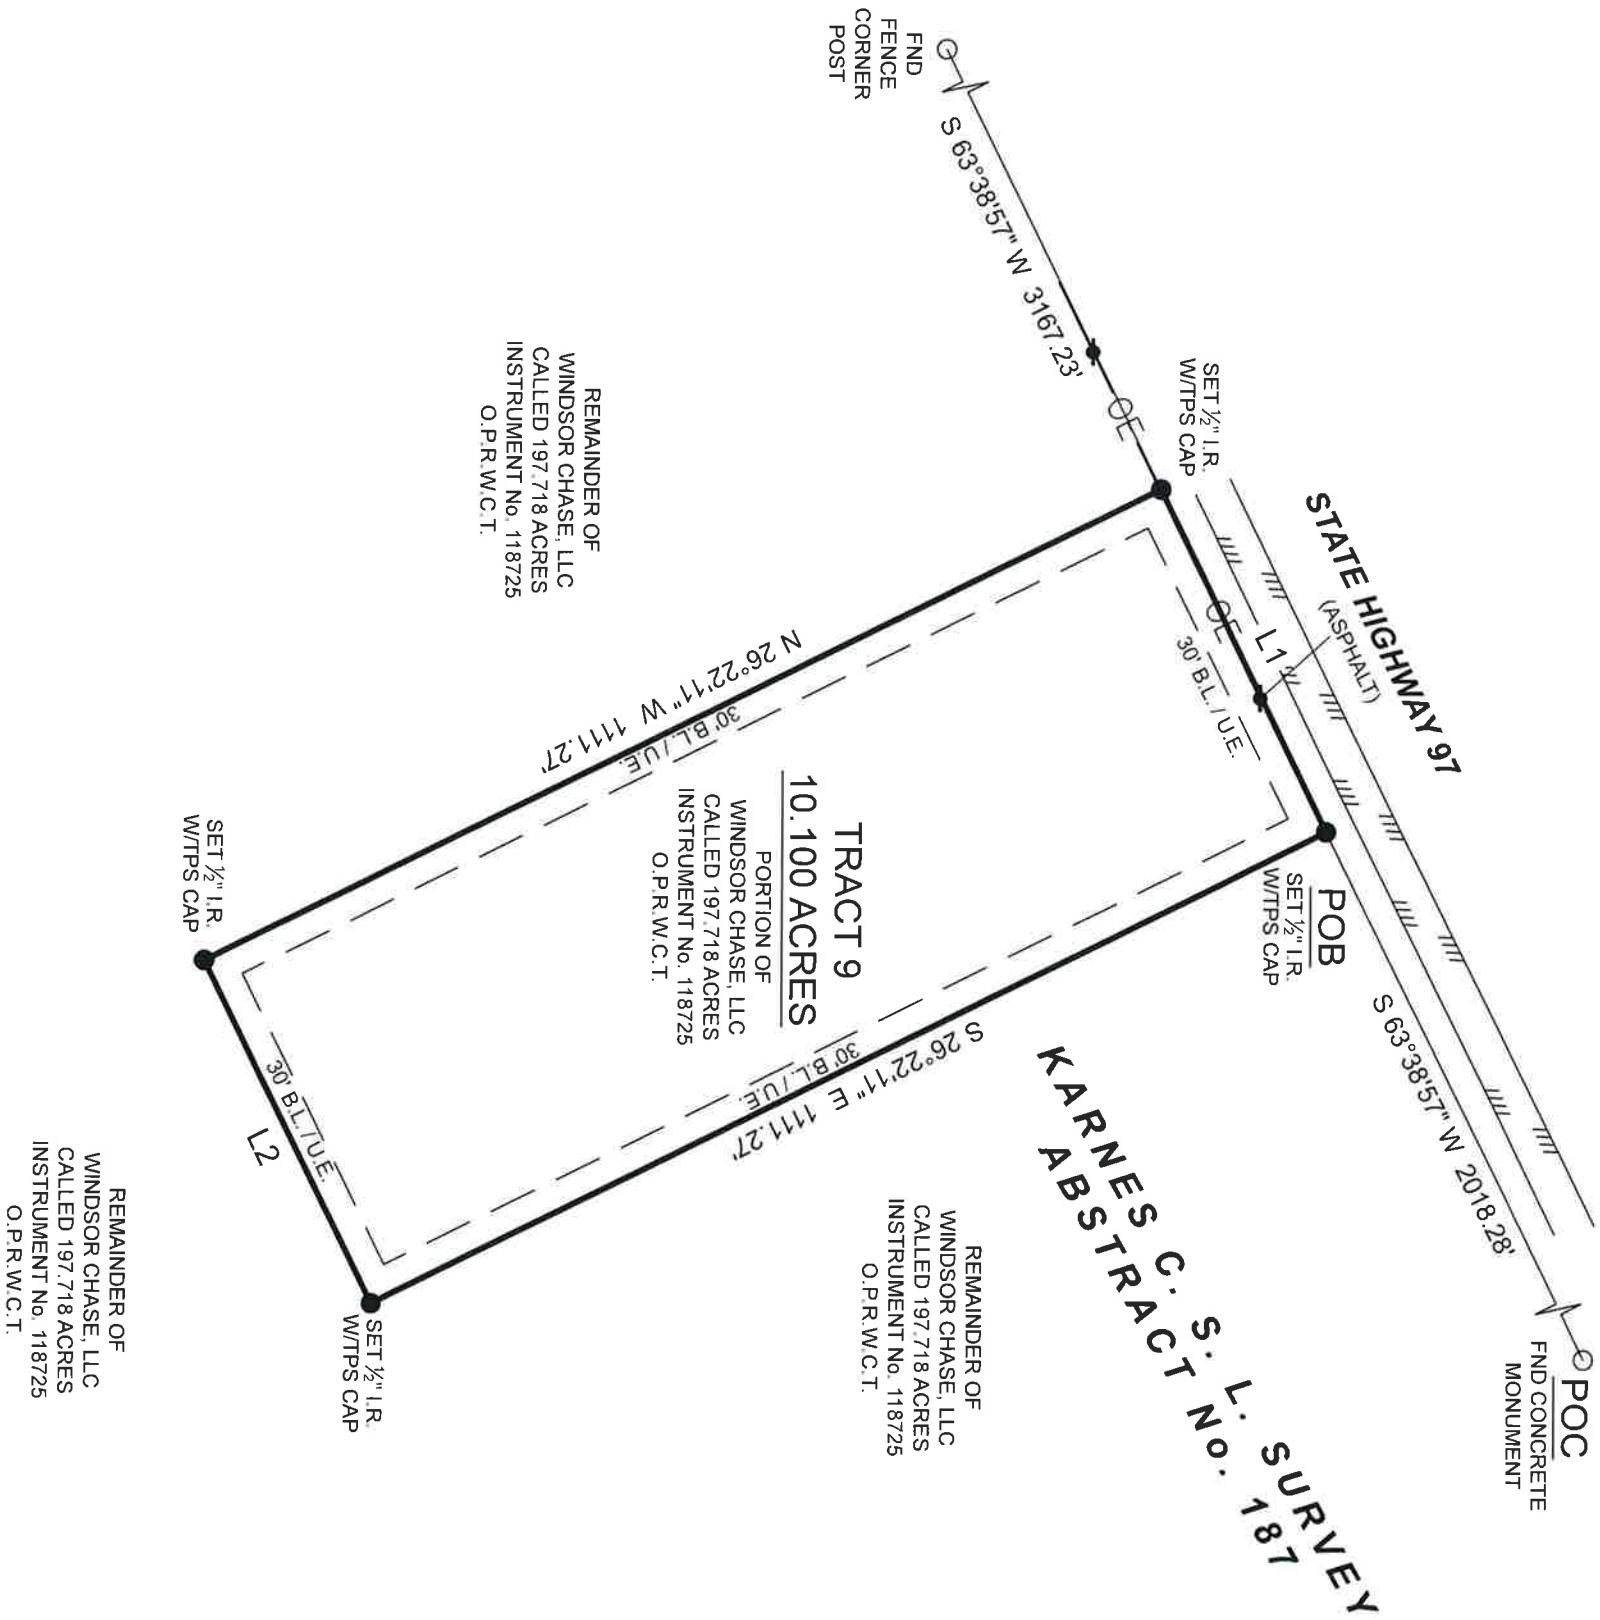 FND
FENCE
CORNER
POST
S 63°38'57" W 3167.23'
OE
SET ½" I.R.
W/TPS CAP
STATE HIGHWAY 97
(ASPHALT)
L1
OE
30' B.L. / U.E.
POB
SET ½" I.R.
W/TPS CAP
S 63°38'57" W 2018.28'
POC
FND CONCRETE
MONUMENT
KARNES C. S. L. SURVEY
ABSTRACT No. 187
REMAINDER OF
WINDSOR CHASE, LLC
CALLED 197.718 ACRES
INSTRUMENT No. 118725
O.P.R.W.C.T.
N 26°22'11" W 1111.27'
30' B.L. / U.E.
TRACT 9
10.100 ACRES
PORTION OF
WINDSOR CHASE, LLC
CALLED 197.718 ACRES
INSTRUMENT No. 118725
O.P.R.W.C.T.
30' B.L. / U.E.
S 26°22'11" E 1111.27'
REMAINDER OF
WINDSOR CHASE, LLC
CALLED 197.718 ACRES
INSTRUMENT No. 118725
O.P.R.W.C.T.
SET ½" I.R.
W/TPS CAP
30' B.L. / U.E.
L2
SET ½" I.R.
W/TPS CAP
REMAINDER OF
WINDSOR CHASE, LLC
CALLED 197.718 ACRES
INSTRUMENT No. 118725
O.P.R.W.C.T.